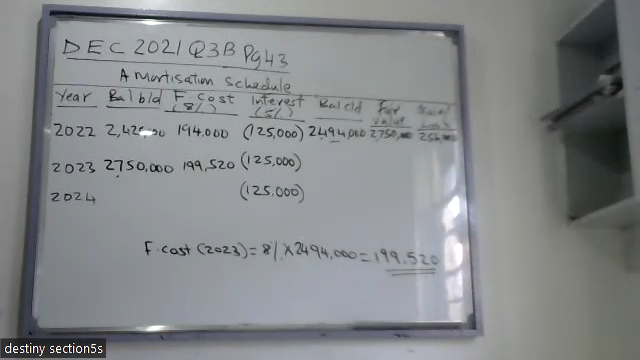 DEC 2021 Q3B Pg43
Amortisation Schedule
Year Bal b/d F. Cost Interest Bal c/d Fair
(8%) (5%) value
2022 194,000 (125,000) 2,494,000 2,750,000
2023 2750,000 199,520 (125,000)
2024 (125,000)
F. cost (2023) = 8% x 2494,000 = 199,520
destiny section5s